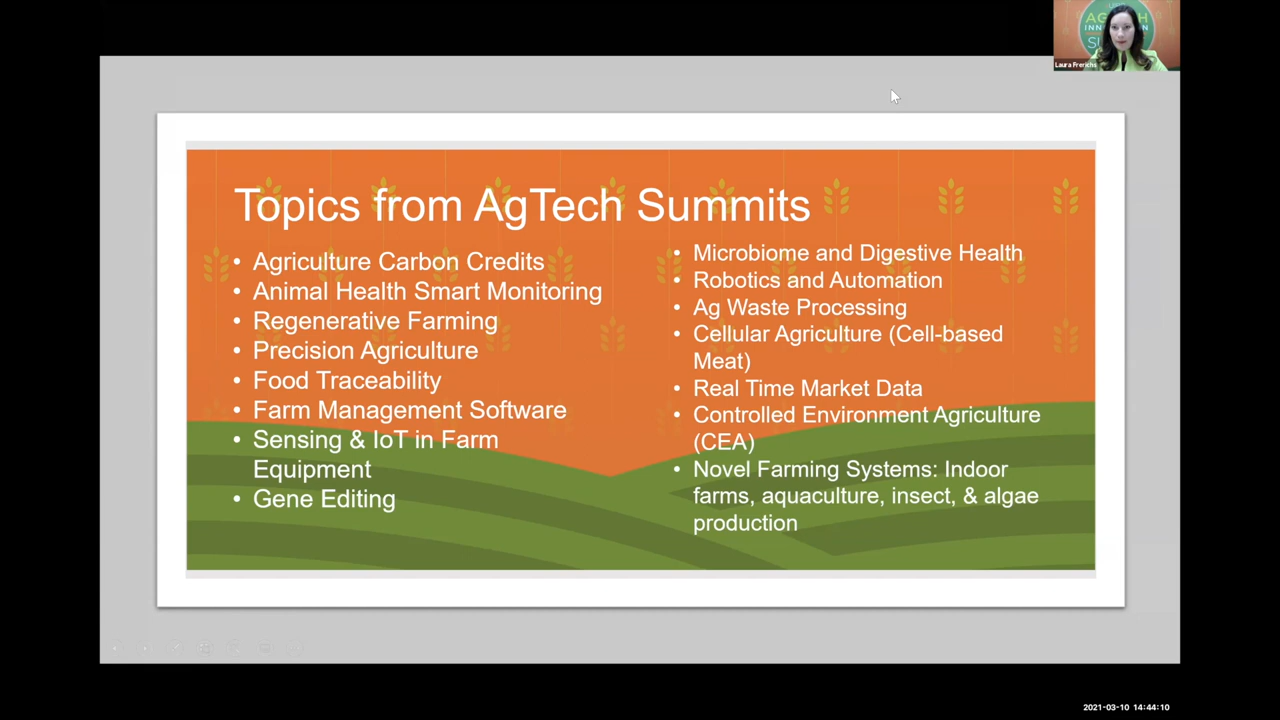 AGTECH
INN
SU
Laura Frerichs
Topics from AgTech Summits
• Agriculture Carbon Credits
• Animal Health Smart Monitoring
• Regenerative Farming
• Precision Agriculture
• Food Traceability
• Farm Management Software
• Sensing & IoT in Farm
Equipment
• Gene Editing
• Microbiome and Digestive Health
• Robotics and Automation
• Ag Waste Processing
• Cellular Agriculture (Cell-based
Meat)
• Real Time Market Data
• Controlled Environment Agriculture
(CEA)
• Novel Farming Systems: Indoor
farms, aquaculture, insect, & algae
production
2021-03-10 14:44:10